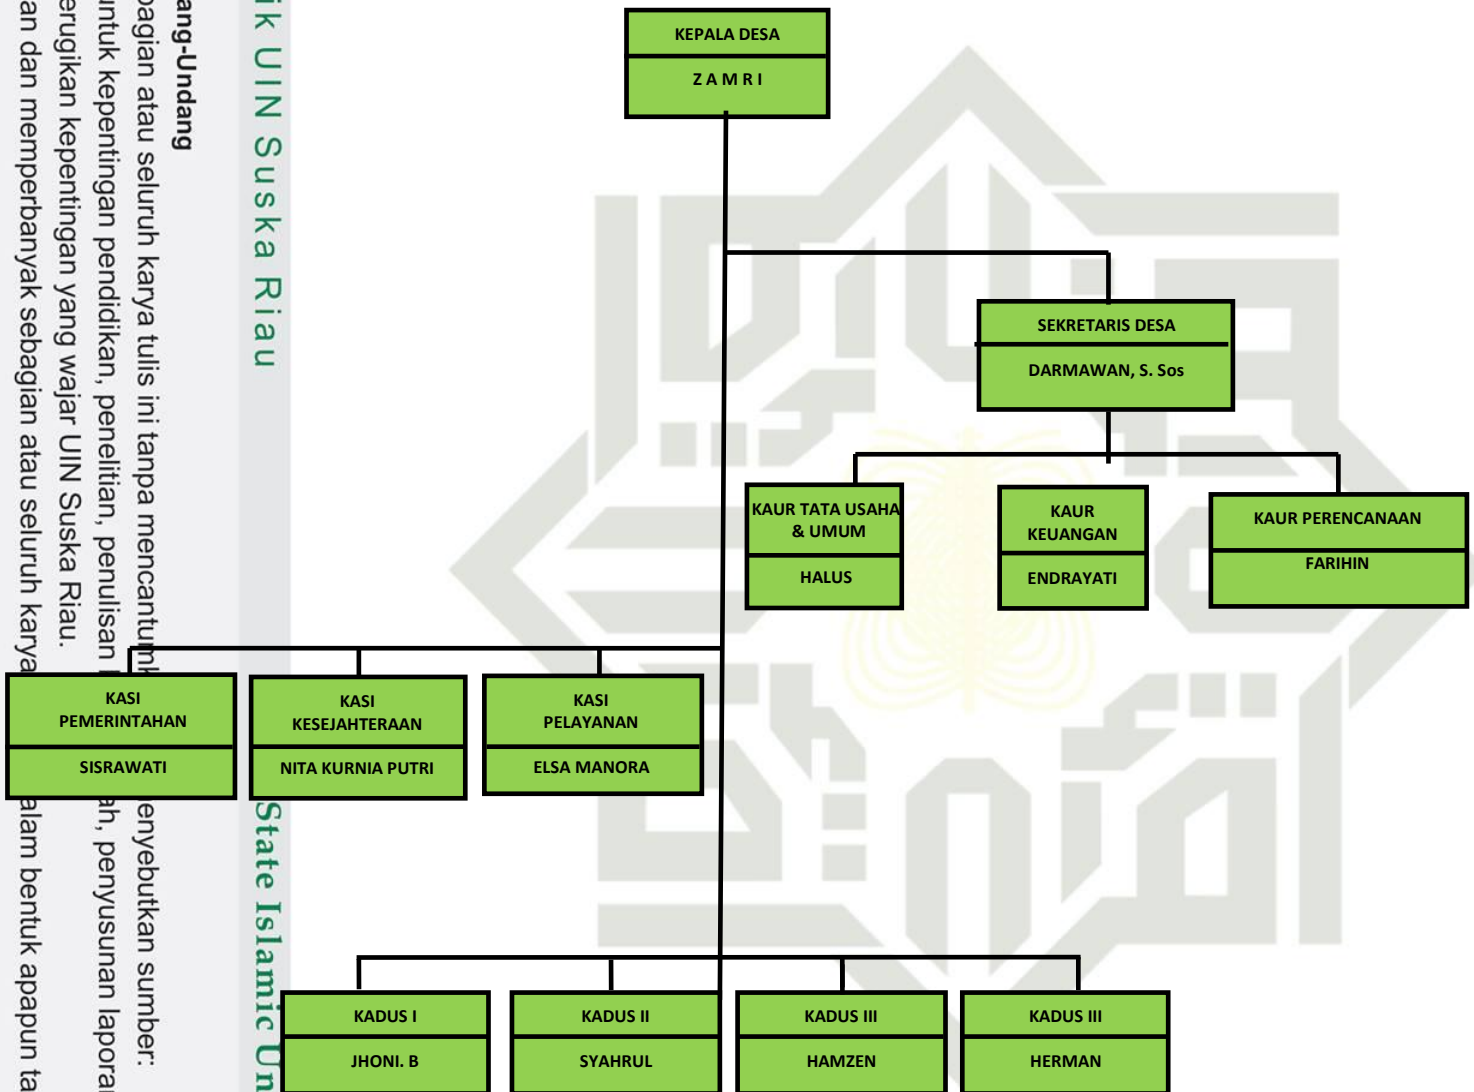 KEPALA DESA
Z A M R I
SEKRETARIS DESA
DARMAWAN, S. Sos
KAUR TATA USAHA
& UMUM
HALUS
KAUR
KEUANGAN
ENDRAYATI
KAUR PERENCANAAN
FARIHIN
KASI
PEMERINTAHAN
SISRAWATI
KASI
KESEJAHTERAAN
NITA KURNIA PUTRI
KASI
PELAYANAN
ELSA MANORA
KADUS I
JHONI. B
KADUS II
SYAHRUL
KADUS III
HAMZEN
KADUS III
HERMAN
ik UIN Suska Riau
State Islamic Un
ang-Undang
bagian atau seluruh karya tulis ini tanpa mencantumk enyebutkan sumber:
untuk kepentingan pendidikan, penelitian, penulisan ah, penyusunan lapora
erugikan kepentingan yang wajar UIN Suska Riau.
an dan memperbanyak sebagian atau seluruh karya alam bentuk apapun ta